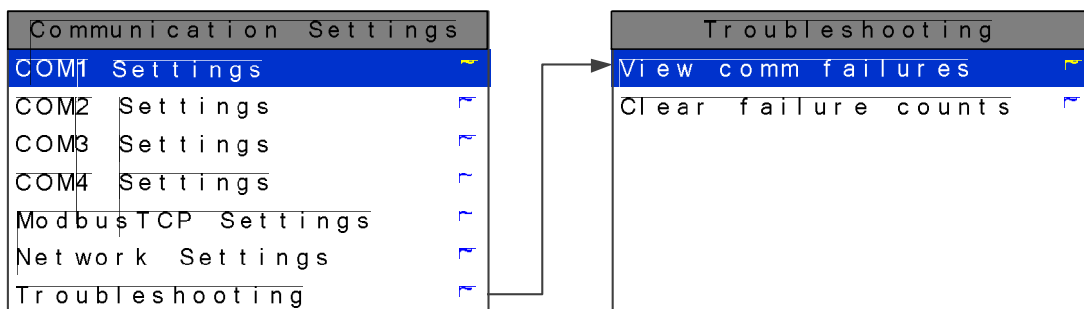 Communication Settings
COM1 Settings
COM2 Settings
COM3 Settings
COM4 Settings
ModbusTCP Settings
Network Settings
Troubleshooting
Troubleshooting
View comm failures
Clear failure counts